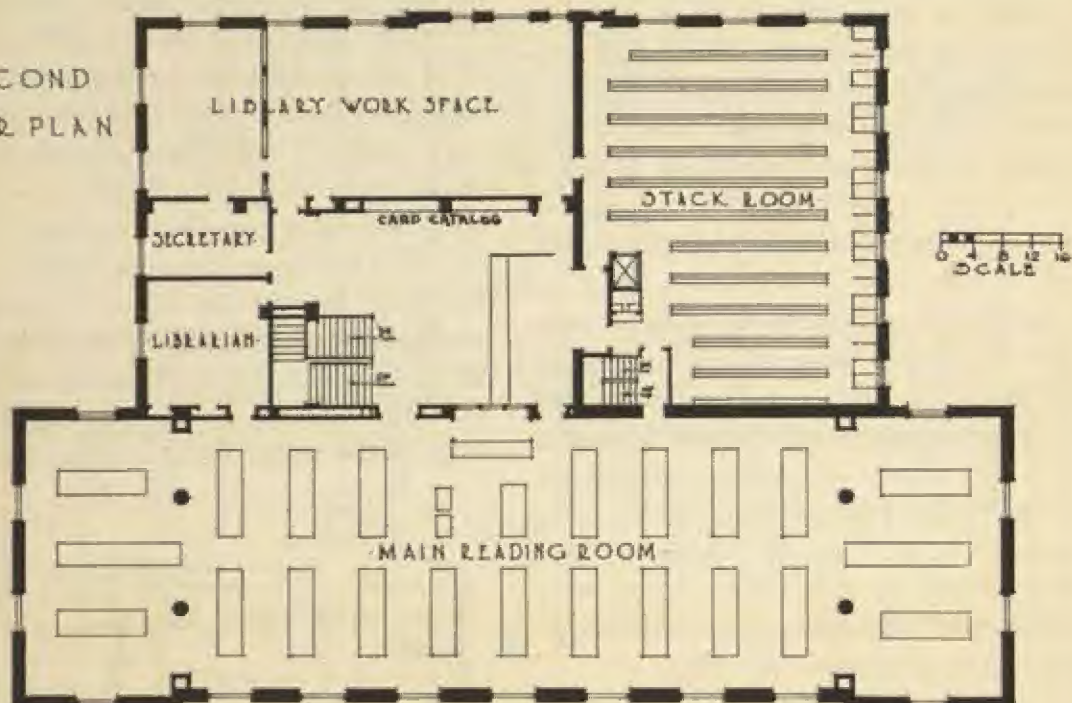 COND
R PLAN
LIBRARY WORK SPACE
STACK ROOM
CARD CATALOG
SECRETARY
0 4 8 12 16
SCALE
LIBRARIAN
MAIN READING ROOM